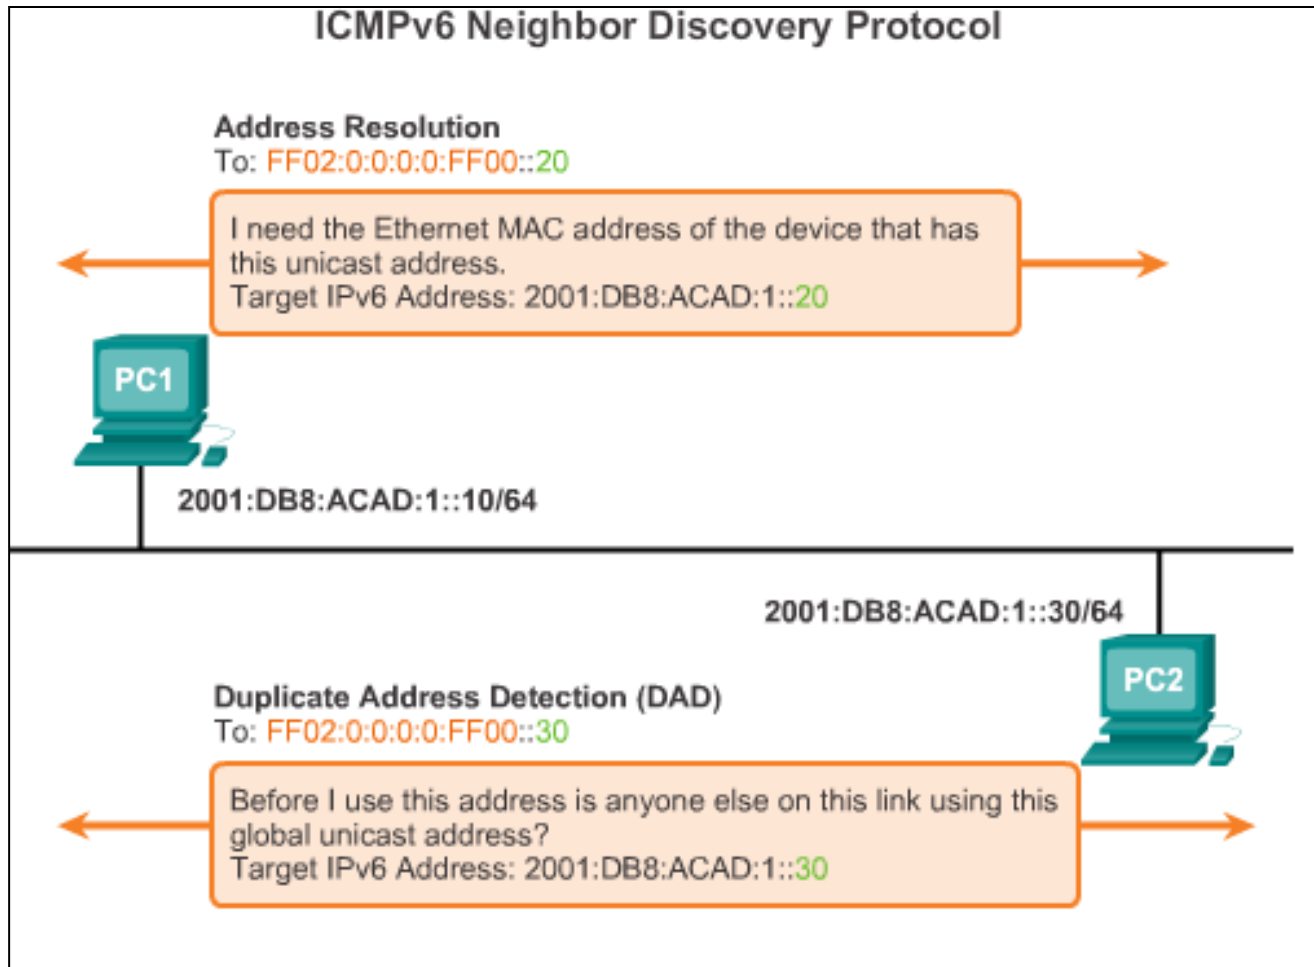 ICMPv6 Neighbor Discovery Protocol
Address Resolution
To: FF02:0:0:0:0:FF00::20
I need the Ethernet MAC address of the device that has
this unicast address.
Target IPv6 Address: 2001:DB8:ACAD:1::20
PC1
2001:DB8:ACAD:1::10/64
2001:DB8:ACAD:1::30/64
PC2
Duplicate Address Detection (DAD)
To: FF02:0:0:0:0:FF00::30
Before I use this address is anyone else on this link using this
global unicast address?
Target IPv6 Address: 2001:DB8:ACAD:1::30